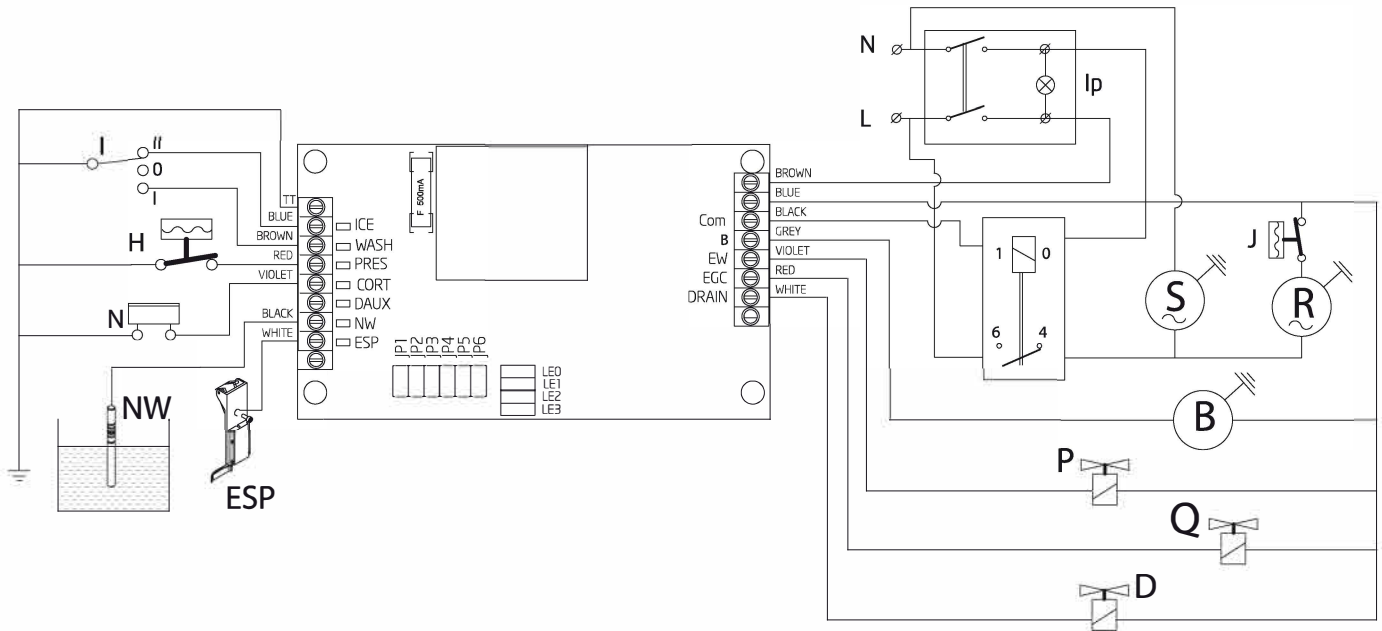 N
L
Ip
I
II
0
I
TT
BLUE
BROWN
RED
VIOLET
BLACK
WHITE
H
N
NW
ESP
ICE
WASH
PRES
CORT
DAUX
NW
ESP
F 500mA
P1
P2
P3
P4
P5
P6
LE0
LE1
LE2
LE3
Com
B
EW
EGC
DRAIN
BROWN
BLUE
BLACK
GREY
VIOLET
RED
WHITE
1 0
6 4
S
J
R
B
P
Q
D